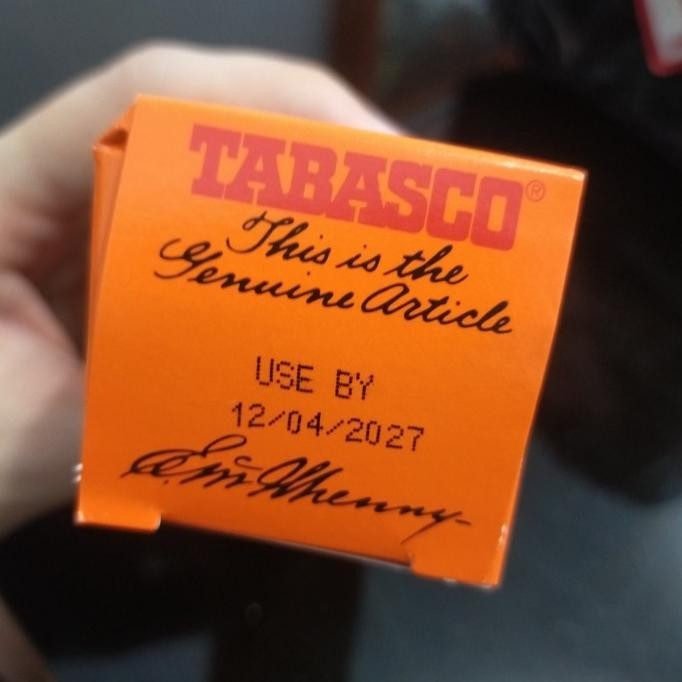 TABASCO®
This is the
Genuine Article
USE BY
12/04/2027
E. McIlhenny